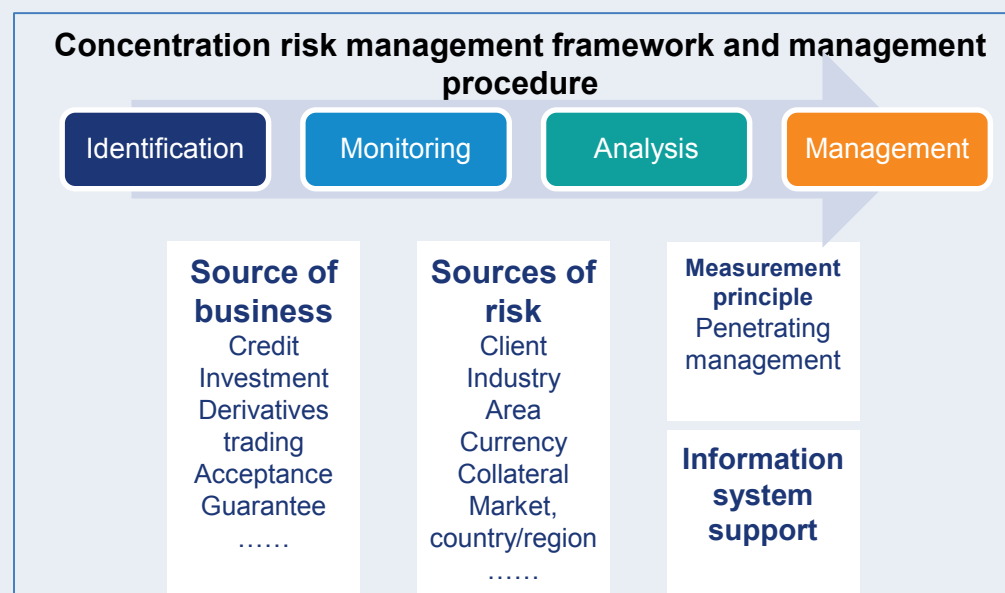 Concentration risk management framework and management
procedure
Identification
Monitoring
Analysis
Management
Source of
business
Credit
Investment
Derivatives
trading
Acceptance
Guarantee
……
Sources of
risk
Client
Industry
Area
Currency
Collateral
Market,
country/region
……
Measurement
principle
Penetrating
management
Information
system
support